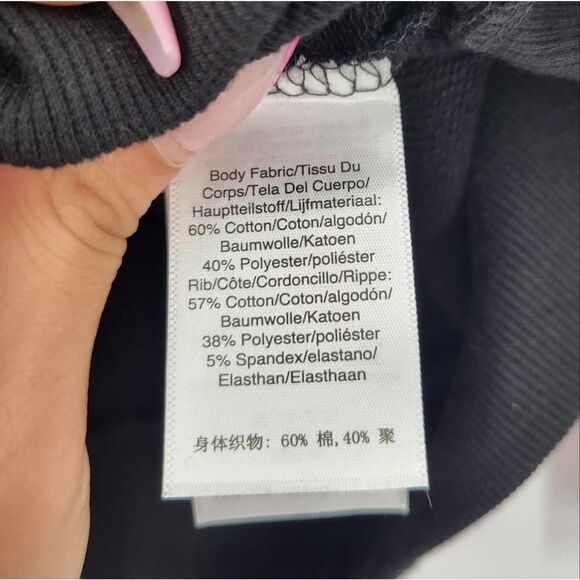 Body Fabric/Tissu Du
Corps/Tela Del Cuerpo/
Hauptteilstoff/Lijfmateriaal:
60% Cotton/Coton/algodón/
Baumwolle/Katoen
40% Polyester/poliéster
Rib/Côte/Cordoncillo/Rippe:
57% Cotton/Coton/algodón/
Baumwolle/Katoen
38% Polyester/poliéster
5% Spandex/elastano/
Elasthan/Elasthaan
身体织物: 60% 棉,40% 聚